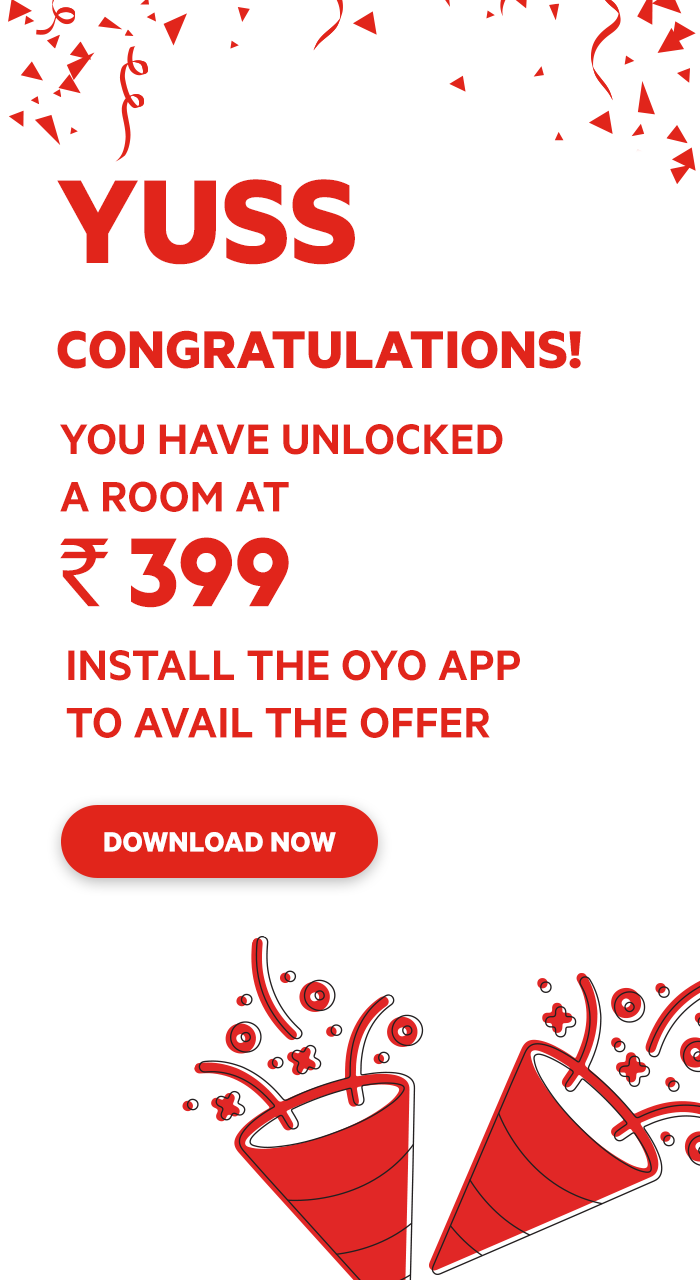 YUSS
CONGRATULATIONS!
YOU HAVE UNLOCKED
A ROOM AT
₹ 399
INSTALL THE OYO APP
TO AVAIL THE OFFER
DOWNLOAD NOW